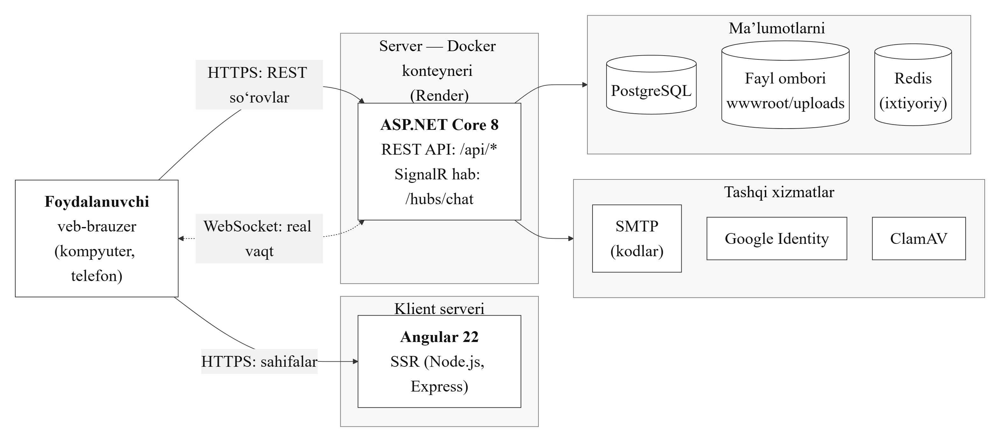 Foydalanuvchi
veb-brauzer
(kompyuter,
telefon)
HTTPS: REST
so‘rovlar
WebSocket: real
vaqt
HTTPS: sahifalar
Server — Docker
konteyneri
(Render)
ASP.NET Core 8
REST API: /api/*
SignalR hab:
/hubs/chat
Klient serveri
Angular 22
SSR (Node.js,
Express)
Ma’lumotlarni
PostgreSQL
Fayl ombori
wwwroot/uploads
Redis
(ixtiyoriy)
Tashqi xizmatlar
SMTP
(kodlar)
Google Identity
ClamAV